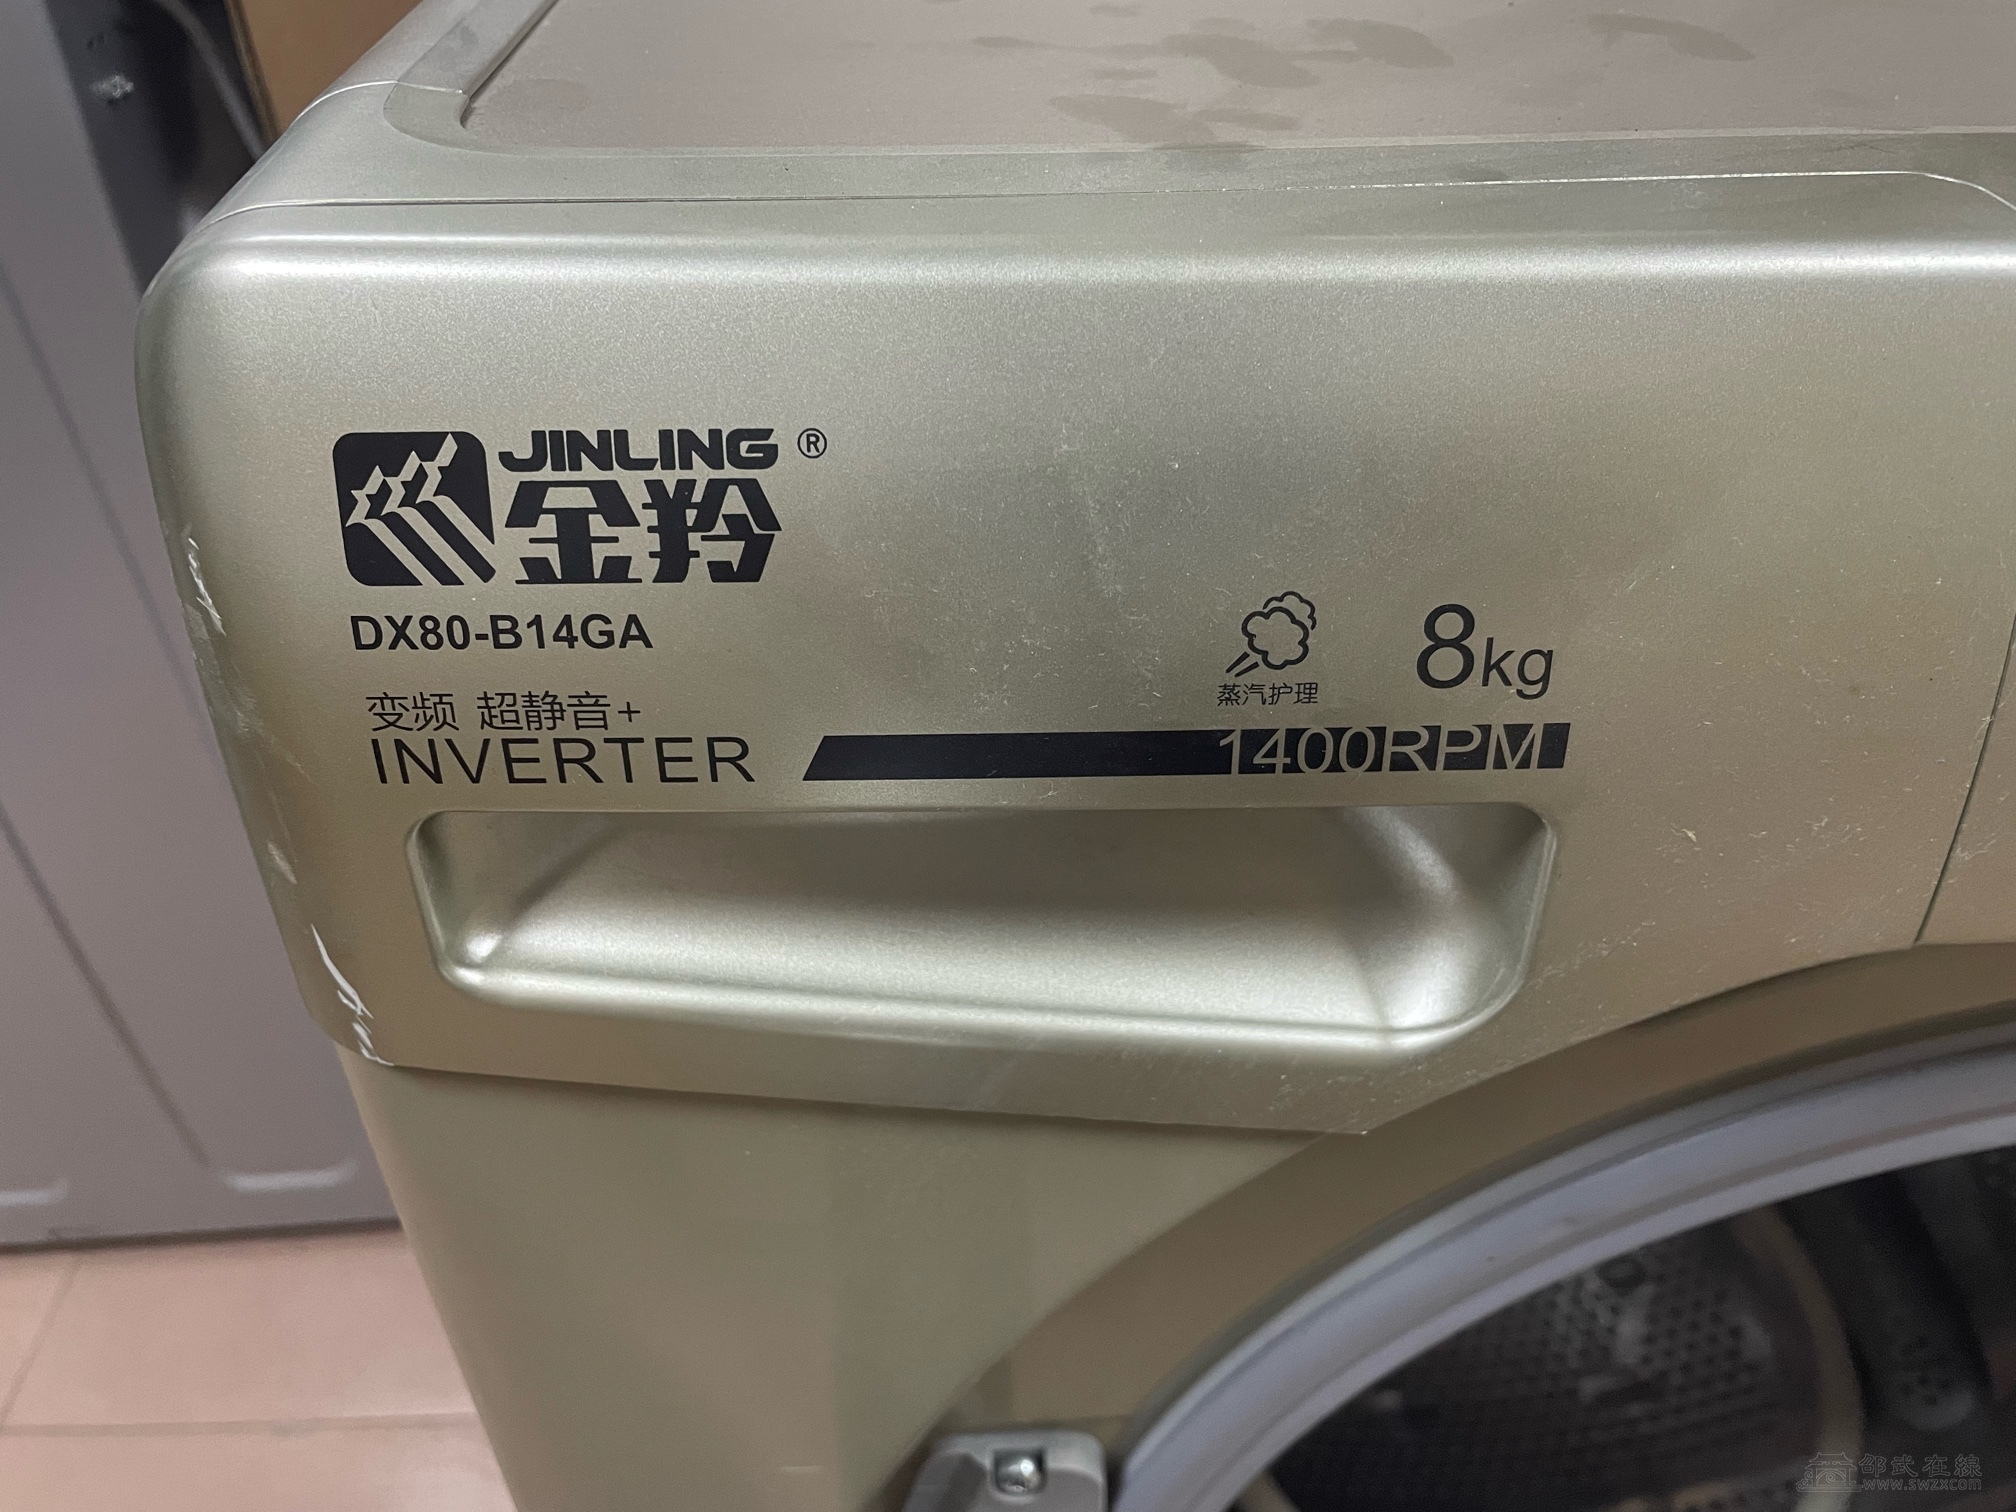 JINLING ®
金羚
DX80-B14GA
变频 超静音+
INVERTER
蒸汽护理
8kg
1400RPM
邵武在線
www.swzx.com